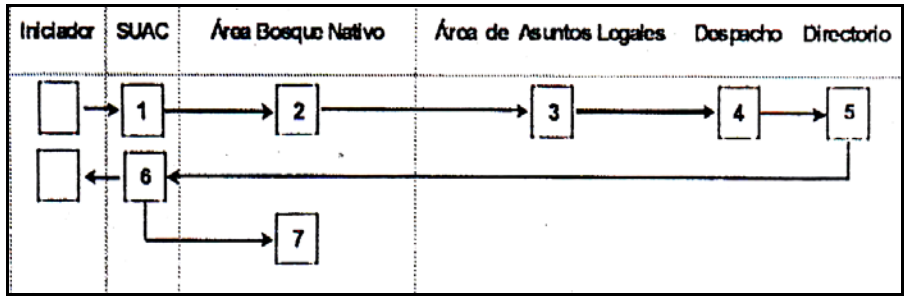 Iniciador SUAC Área Bosque Nativo Área de Asuntos Legales Despacho Directorio
1 2 3 4 5
6
7